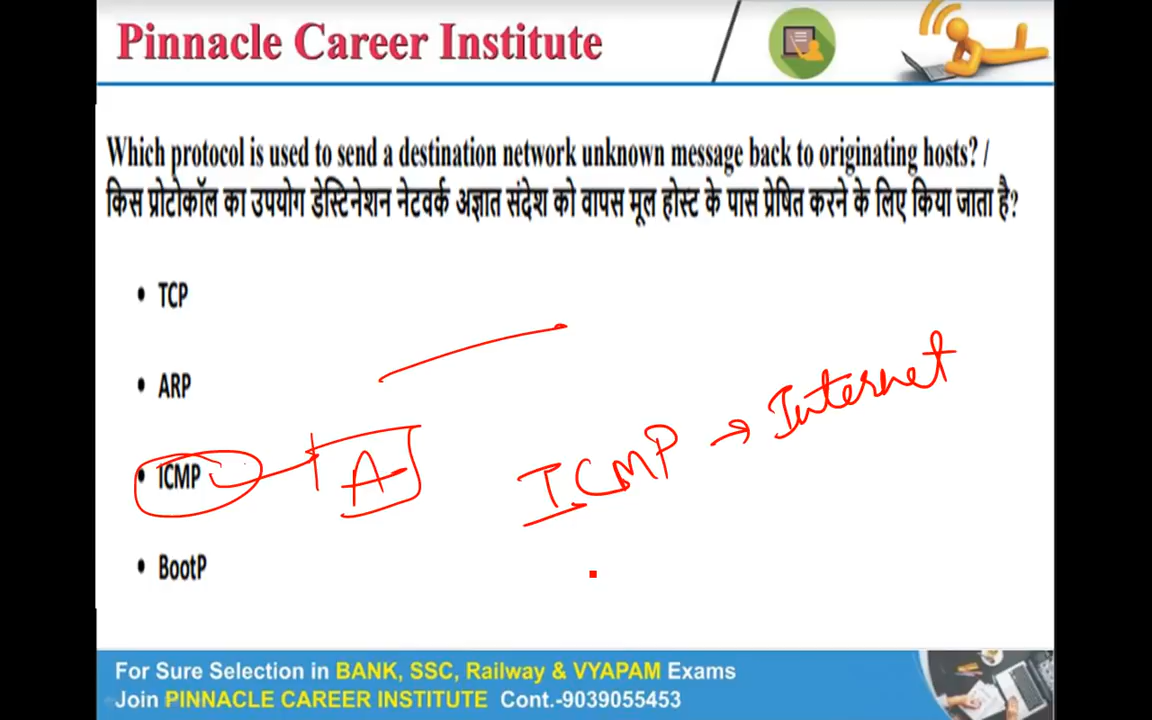 Pinnacle Career Institute
Which protocol is used to send a destination network unknown message back to originating hosts? /
किस प्रोटोकॉल का उपयोग डेस्टिनेशन नेटवर्क अज्ञात संदेश को वापस मूल होस्ट के पास प्रेषित करने के लिए किया जाता है?
• TCP
• ARP
• ICMP
A
ICMP → Internet
• BootP
For Sure Selection in BANK, SSC, Railway & VYAPAM Exams
Join PINNACLE CAREER INSTITUTE Cont.-9039055453